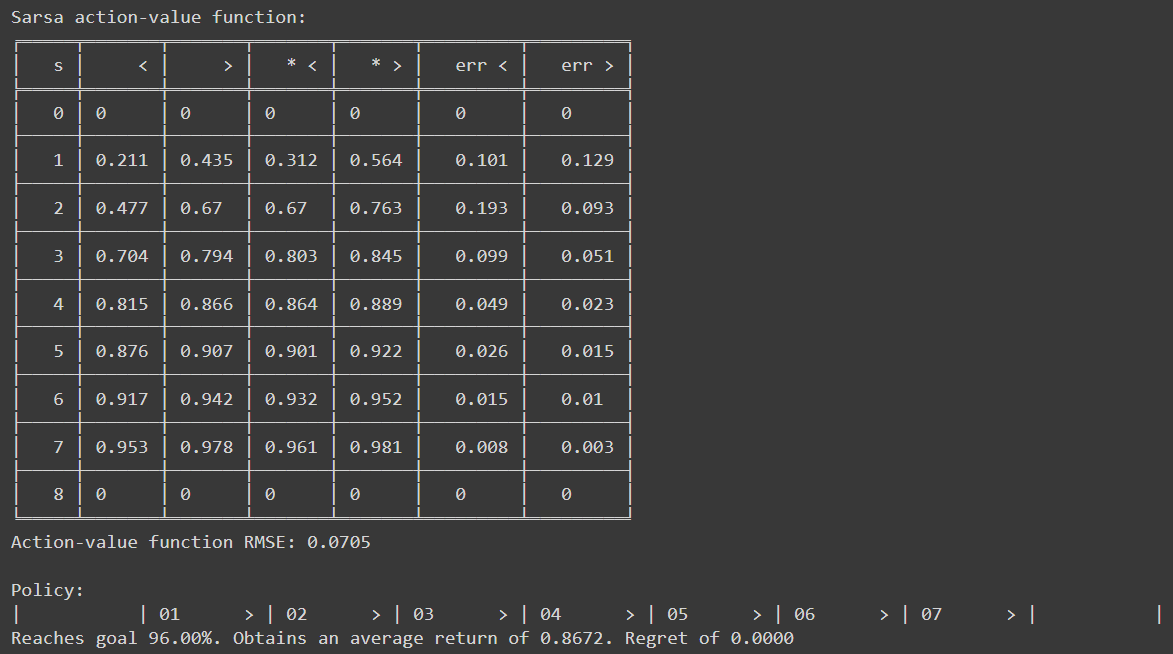 Sarsa action-value function:
s | < | > | * < | * > | err < | err >
0 | 0 | 0 | 0 | 0 | 0 | 0
1 | 0.211 | 0.435 | 0.312 | 0.564 | 0.101 | 0.129
2 | 0.477 | 0.67 | 0.67 | 0.763 | 0.193 | 0.093
3 | 0.704 | 0.794 | 0.803 | 0.845 | 0.099 | 0.051
4 | 0.815 | 0.866 | 0.864 | 0.889 | 0.049 | 0.023
5 | 0.876 | 0.907 | 0.901 | 0.922 | 0.026 | 0.015
6 | 0.917 | 0.942 | 0.932 | 0.952 | 0.015 | 0.01
7 | 0.953 | 0.978 | 0.961 | 0.981 | 0.008 | 0.003
8 | 0 | 0 | 0 | 0 | 0 | 0
Action-value function RMSE: 0.0705
Policy:
| | 01 > | 02 > | 03 > | 04 > | 05 > | 06 > | 07 > | |
Reaches goal 96.00%. Obtains an average return of 0.8672. Regret of 0.0000